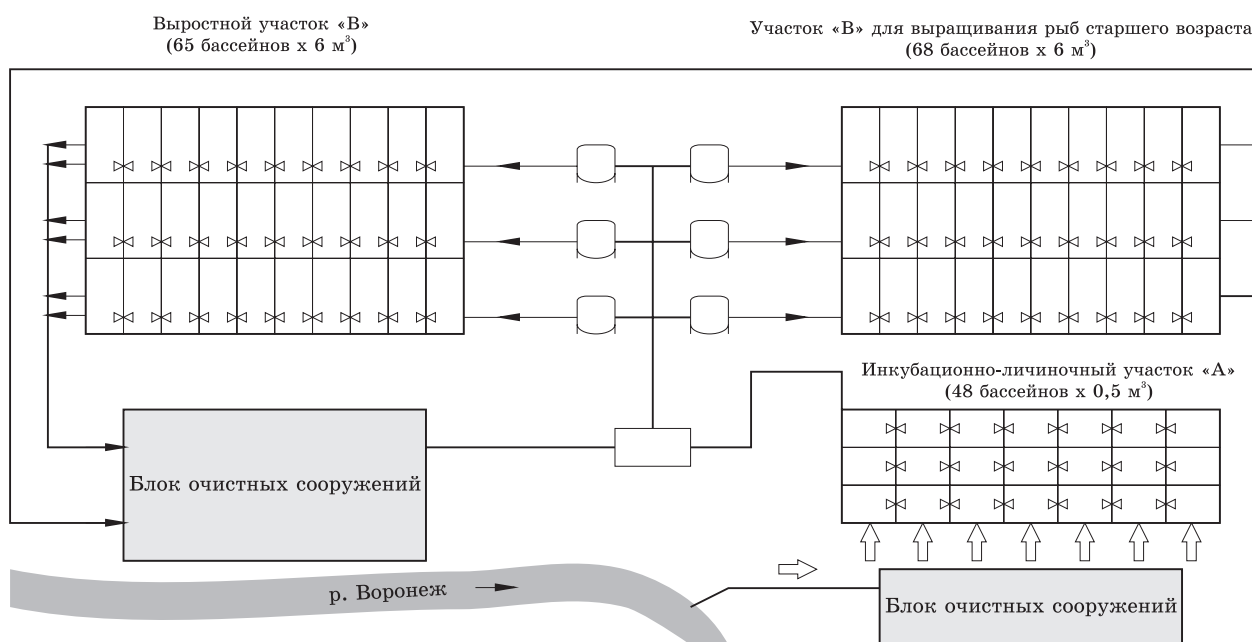 Выростной участок «В»
(65 бассейнов х 6 м³)
Участок «В» для выращивания рыб старшего возраста
(68 бассейнов х 6 м³)
Инкубационно-личиночный участок «А»
(48 бассейнов х 0,5 м³)
Блок очистных сооружений
р. Воронеж
Блок очистных сооружений